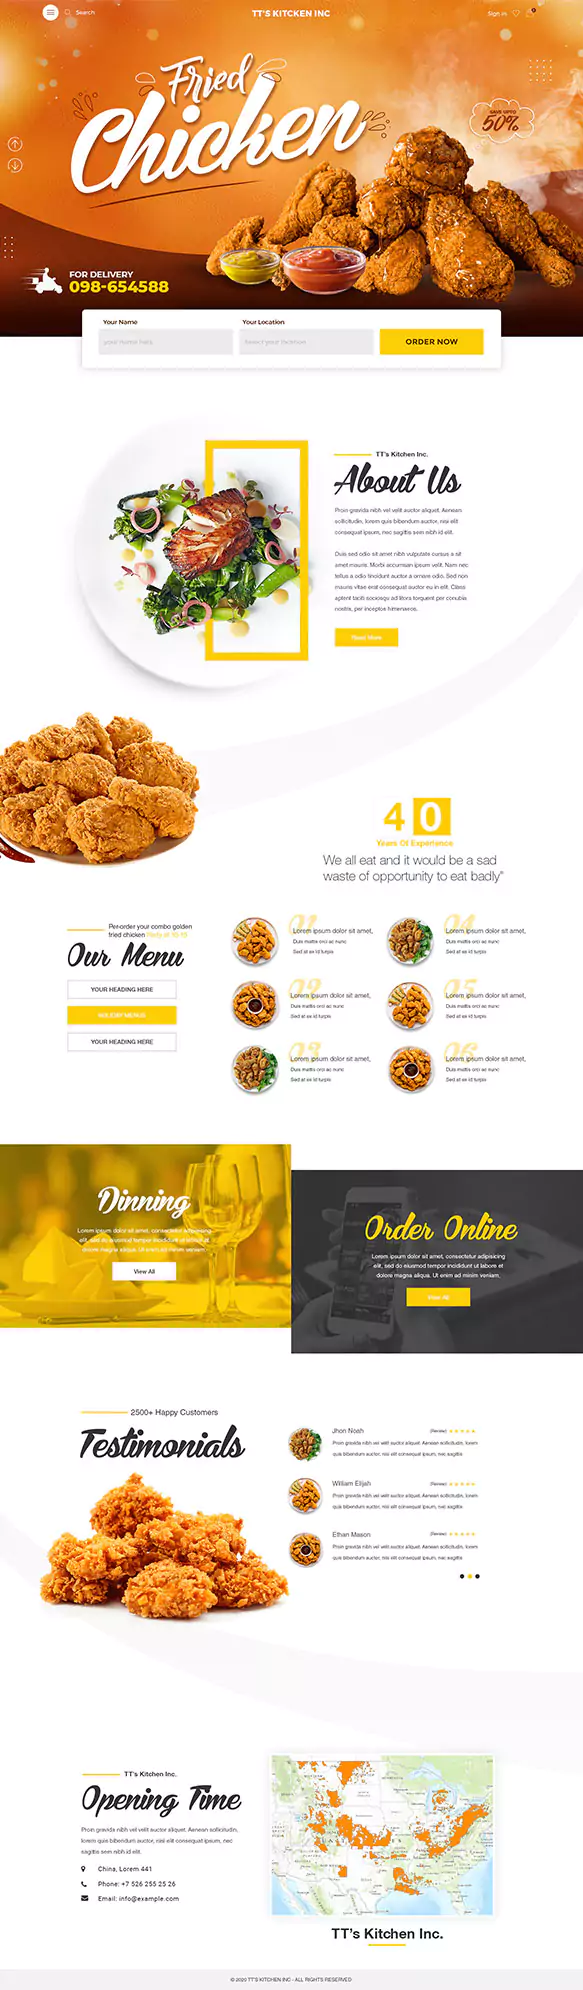 Search
TT'S KITCKEN INC
Sign in
Fried
Chicken
SAVE UPTO
50%
FOR DELIVERY
098-654588
Your Name
Your Location
your name here
Select your location
ORDER NOW
TT's Kitchen Inc.
About Us
Proin gravida nibh vel velit auctor aliquet. Aenean
sollicitudin, lorem quis bibendum auctor, nisi elit
consequat ipsum, nec sagittis sem nibh id elit.
Duis sed odio sit amet nibh vulputate cursus a sit
amet mauris. Morbi accumsan ipsum velit. Nam nec
tellus a odio tincidunt auctor a ornare odio. Sed non
mauris vitae erat consequat auctor eu in elit. Class
aptent taciti sociosqu ad litora torquent per conubia
nostra, per inceptos himenaeos.
Read More
40
Years Of Experience
We all eat and it would be a sad
waste of opportunity to eat badly"
Per-order your combo golden
fried chicken
Our Menu
YOUR HEADING HERE
HOLIDAY MENUS
YOUR HEADING HERE
01
Lorem ipsum dolor sit amet,
Duis mattis orci ac nunc
Sed at ex id turpis
02
Lorem ipsum dolor sit amet,
Duis mattis orci ac nunc
Sed at ex id turpis
03
Lorem ipsum dolor sit amet,
Duis mattis orci ac nunc
Sed at ex id turpis
04
Lorem ipsum dolor sit amet,
Duis mattis orci ac nunc
Sed at ex id turpis
05
Lorem ipsum dolor sit amet,
Duis mattis orci ac nunc
Sed at ex id turpis
06
Lorem ipsum dolor sit amet,
Duis mattis orci ac nunc
Sed at ex id turpis
Dinning
Lorem ipsum dolor sit amet, consectetur adipisicing
elit, sed do eiusmod tempor incididunt ut labore et
dolore magna aliqua. Ut enim ad minim veniam.
View All
Order Online
Lorem ipsum dolor sit amet, consectetur adipisicing
elit, sed do eiusmod tempor incididunt ut labore et
dolore magna aliqua. Ut enim ad minim veniam.
View All
2500+ Happy Customers
Testimonials
Jhon Noah
(Review)
Proin gravida nibh vel velit auctor aliquet. Aenean sollicitudin, lorem
quis bibendum auctor, nisi elit consequat ipsum, nec sagittis
William Elijah
(Review)
Proin gravida nibh vel velit auctor aliquet. Aenean sollicitudin, lorem
quis bibendum auctor, nisi elit consequat ipsum, nec sagittis
Ethan Mason
(Review)
Proin gravida nibh vel velit auctor aliquet. Aenean sollicitudin, lorem
quis bibendum auctor, nisi elit consequat ipsum, nec sagittis
TT's Kitchen Inc.
Opening Time
Proin gravida nibh vel velit auctor aliquet. Aenean sollicitudin,
lorem quis bibendum auctor, nisi elit consequat ipsum, nec
sagittis sem nibh id elit.
China, Lorem 441
Phone: +7 526 255 25 26
Email: info@example.com
TT's Kitchen Inc.
© 2020 TT'S KITCKEN INC - ALL RIGHTS RESERVED